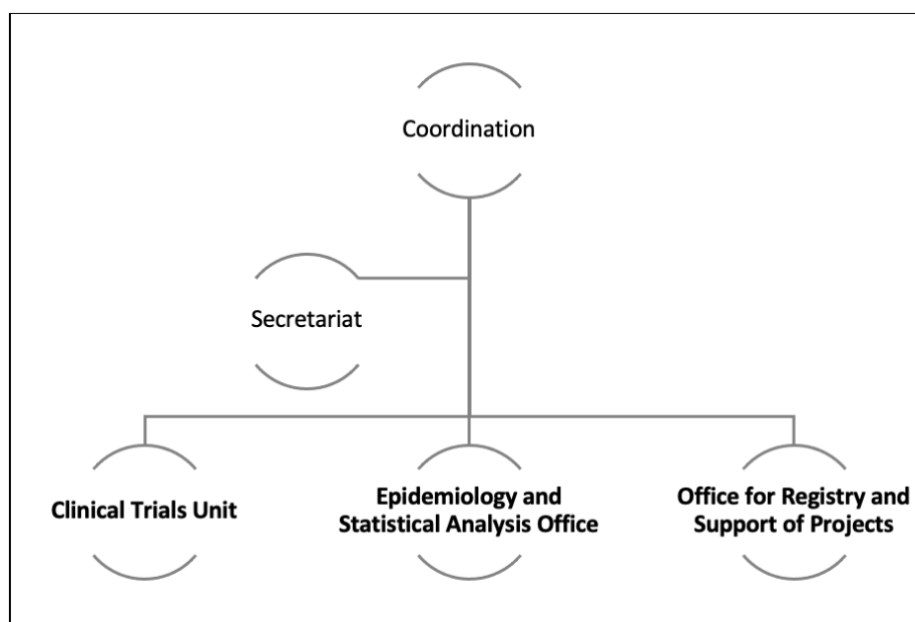 Coordination
Secretariat
Clinical Trials Unit
Epidemiology and
Statistical Analysis Office
Office for Registry and
Support of Projects